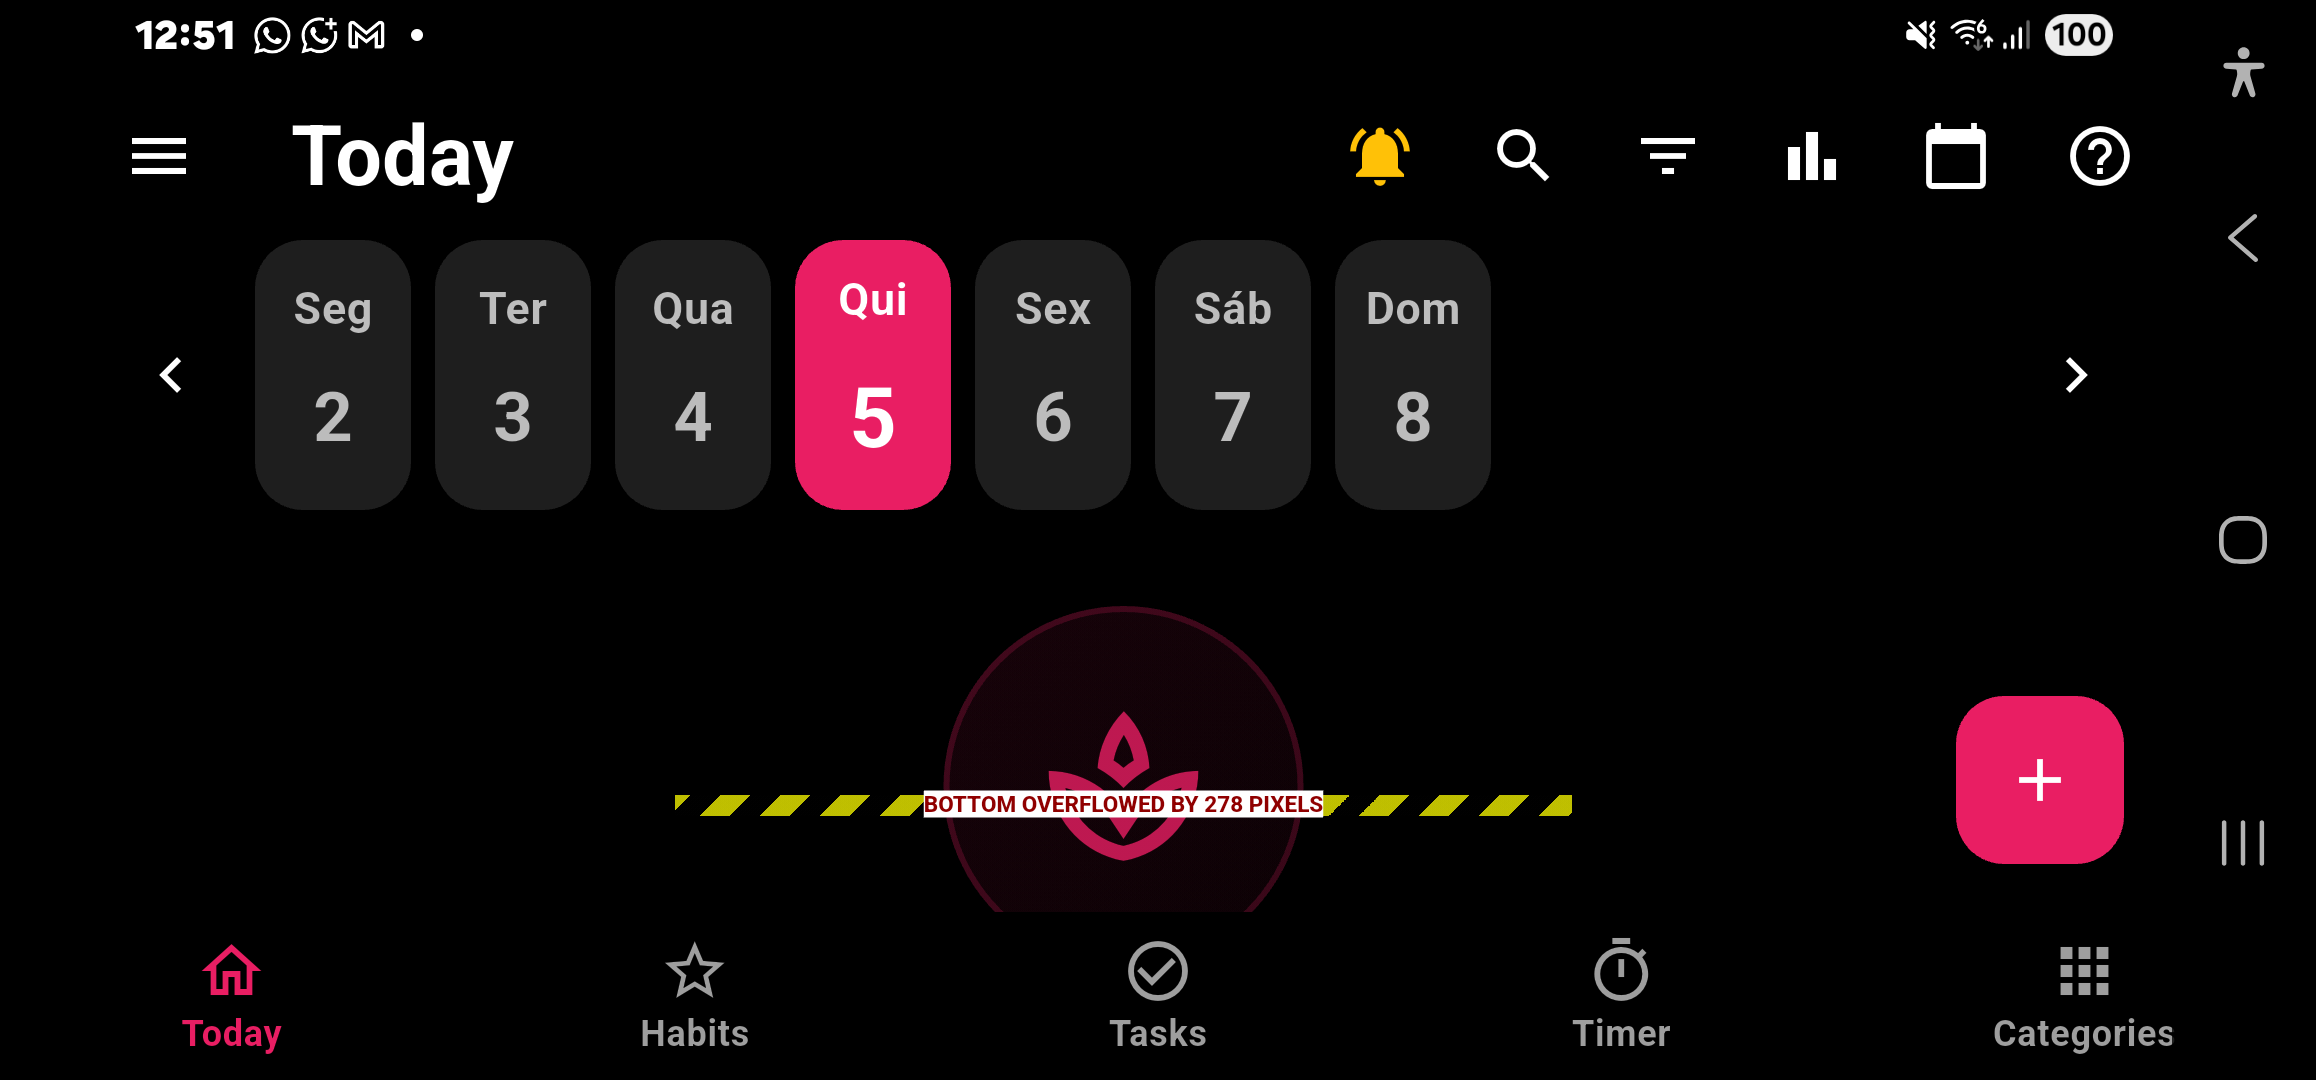 12:51
100
Today
Seg Ter Qua Qui Sex Sáb Dom
2 3 4 5 6 7 8
BOTTOM OVERFLOWED BY 278 PIXELS
Today Habits Tasks Timer Categories